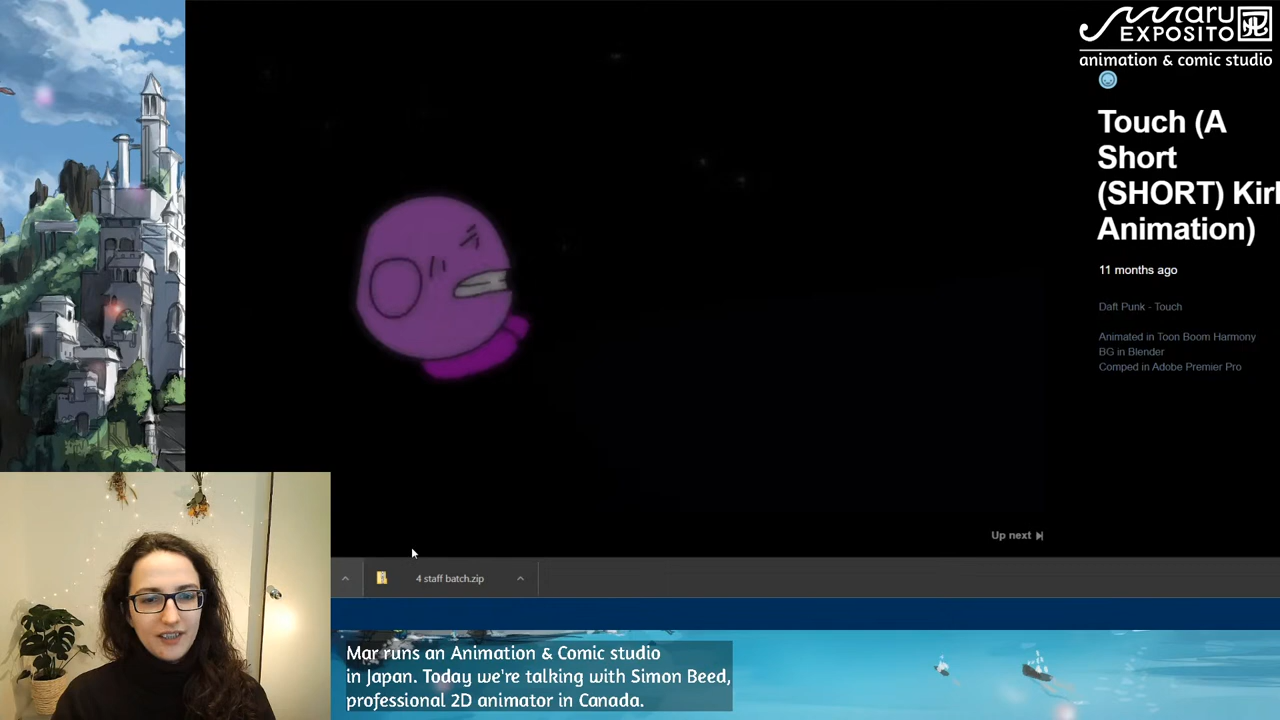 maru
EXPOSITO
animation & comic studio
Touch (A
Short
(SHORT) Kir
Animation)
11 months ago
Daft Punk - Touch
Animated in Toon Boom Harmony
BG in Blender
Comped in Adobe Premier Pro
Up next
4 staff batch.zip
Mar runs an Animation & Comic studio
in Japan. Today we're talking with Simon Beed,
professional 2D animator in Canada.